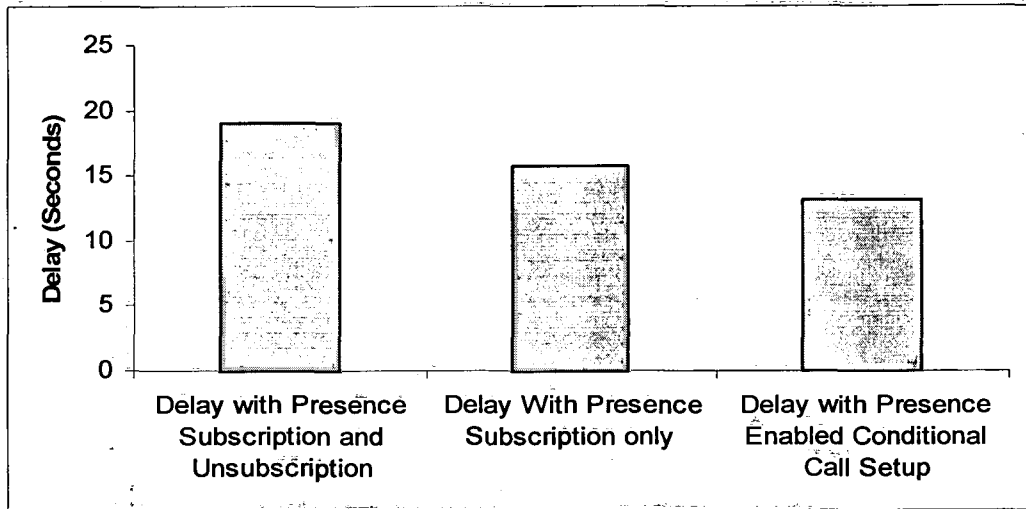 25
20
15
10
5
0
Delay (Seconds)
Delay with Presence
Subscription and
Unsubscription
Delay With Presence
Subscription only
Delay with Presence
Enabled Conditional
Call Setup